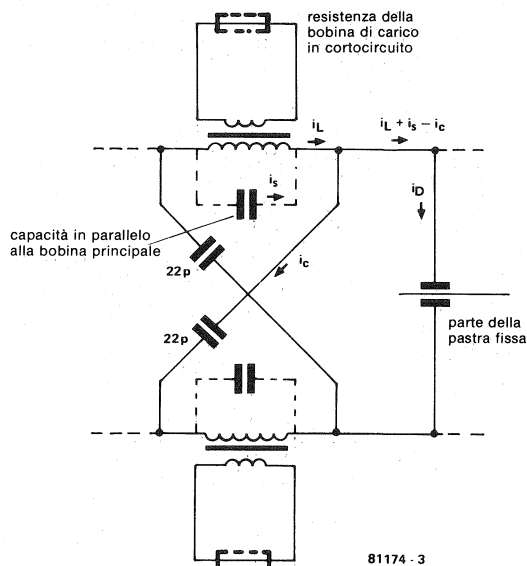 resistenza della
bobina di carico
in cortocircuito
iL
iL + is − ic
is
iD
capacità in parallelo
alla bobina principale
22p
ic
22p
parte della
pastra fissa
81174 - 3